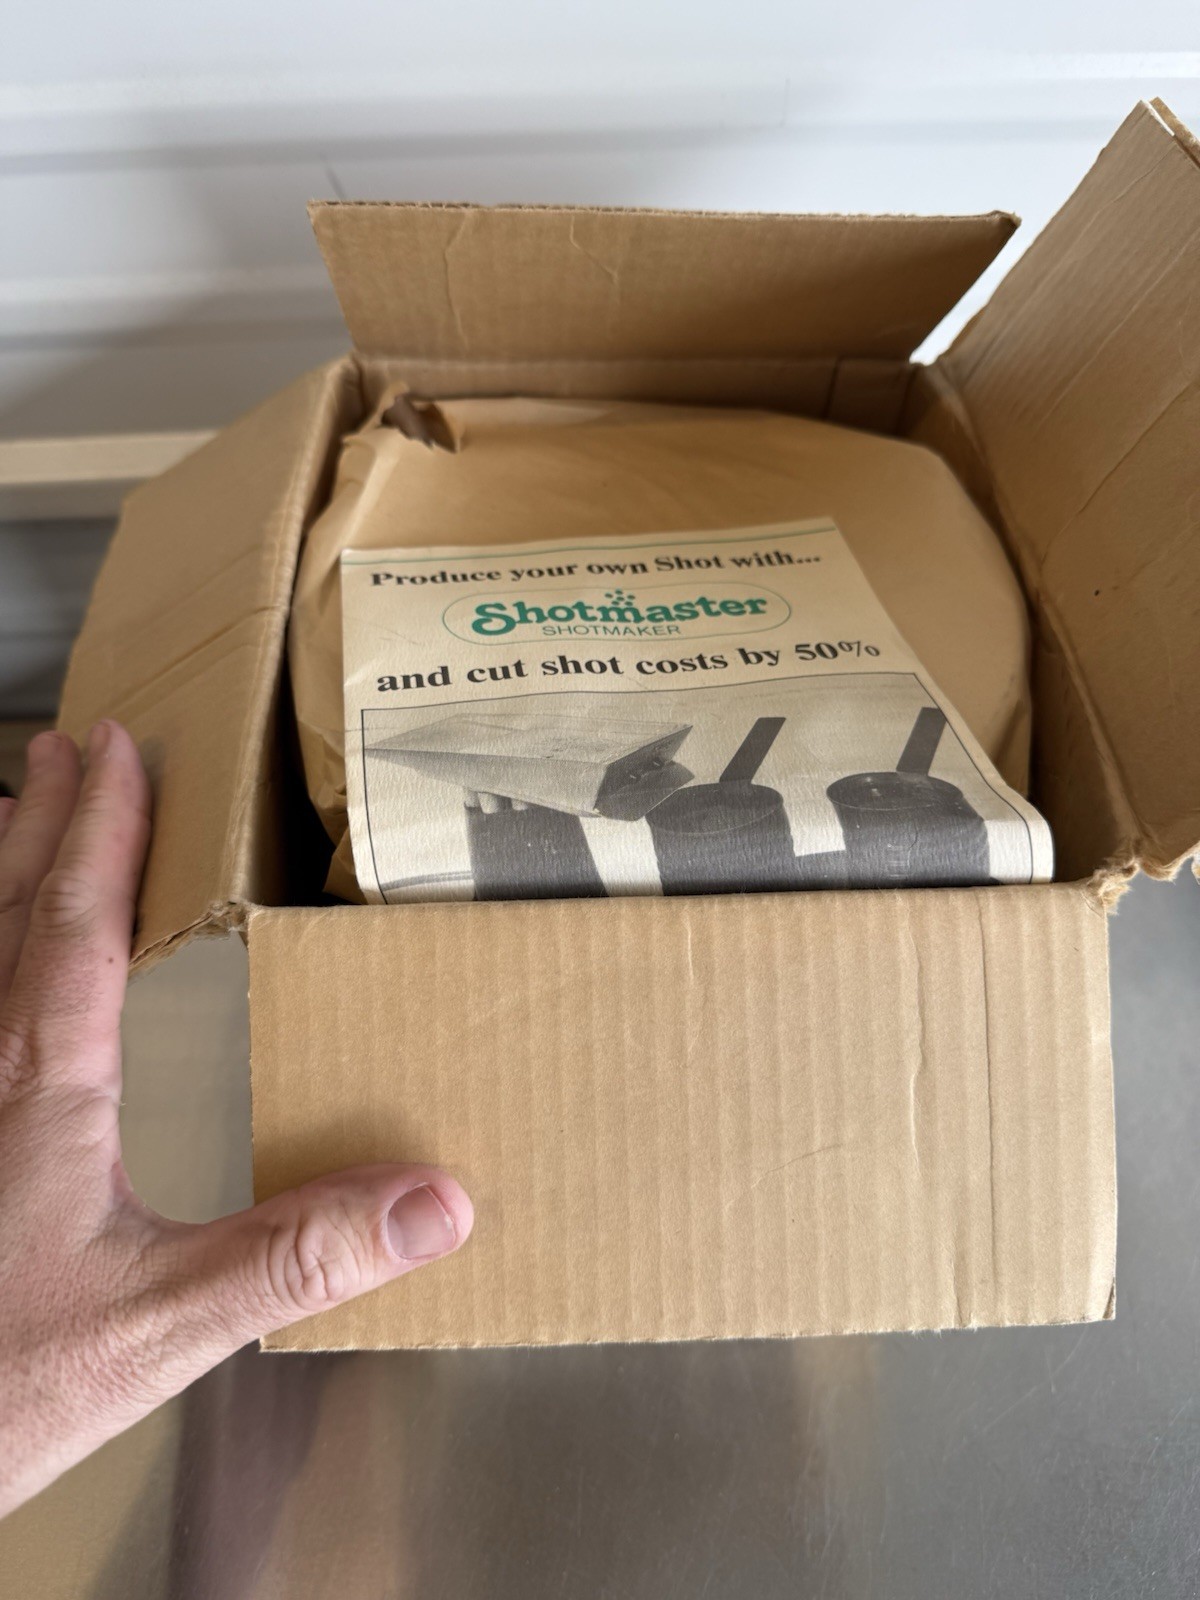 Produce your own Shot with...
Shotmaster
SHOTMAKER
and cut shot costs by 50%